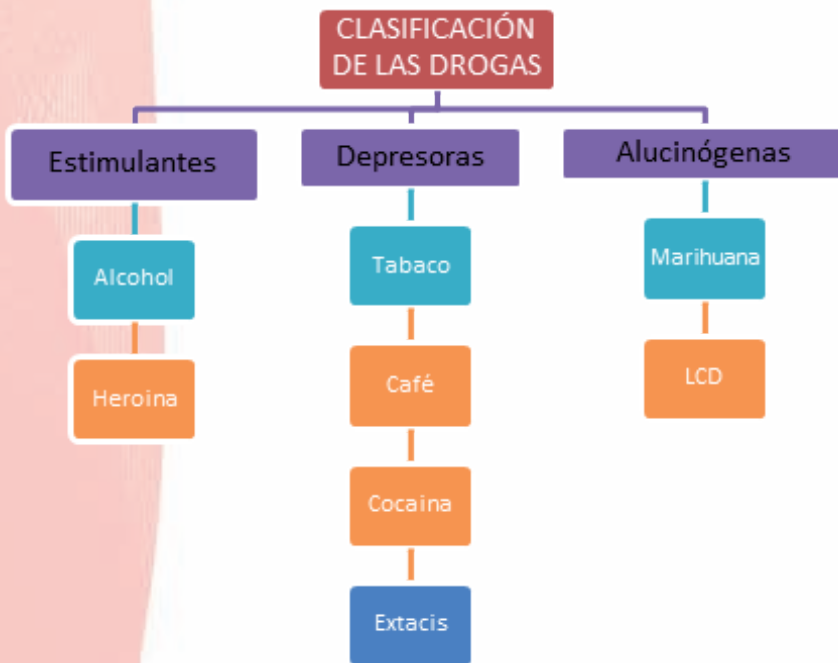 CLASIFICACIÓN
DE LAS DROGAS
Estimulantes
Depresoras
Alucinógenas
Alcohol
Tabaco
Marihuana
Heroina
Café
LCD
Cocaina
Extacis